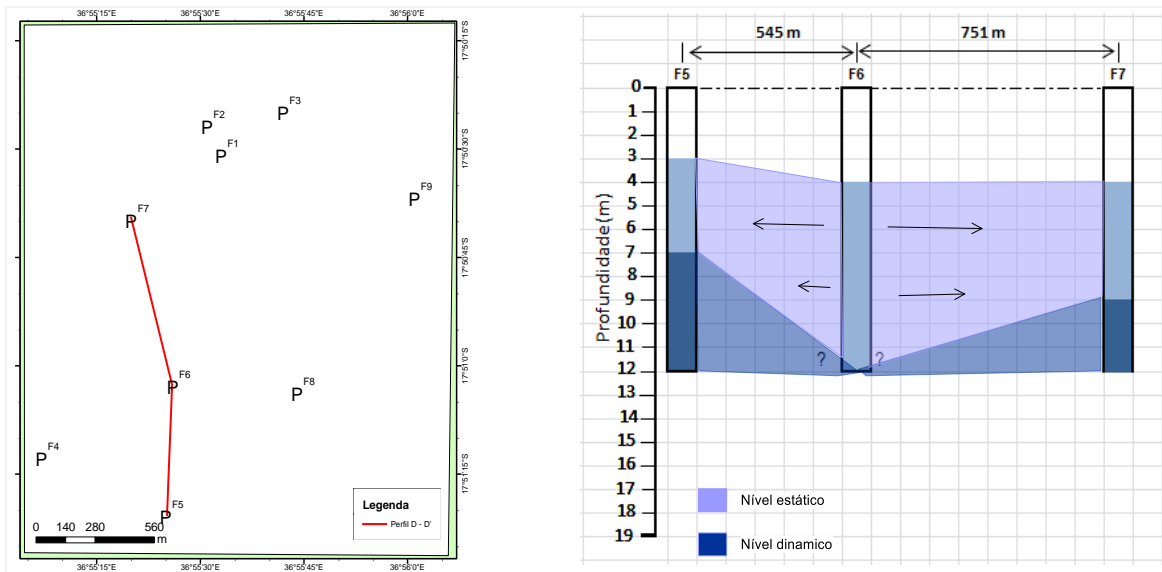 36°55'15"E 36°55'30"E 36°55'45"E 36°56'0"E
17°50'15"S
F3
P
F2
P
F1
P
17°50'30"S
F9
P
F7
P
17°50'45"S
17°51'0"S
F6
P
F8
P
F4
P
17°51'15"S
F5
P
Legenda
Perfil D - D'
0 140 280 560
m
36°55'15"E 36°55'30"E 36°55'45"E 36°56'0"E
545 m 751 m
F5 F6 F7
Profundidade(m)
0
1
2
3
4
5
6
7
8
9
10
11
12
13
14
15
16
17
18
19
? ?
Nível estático
Nível dinamico